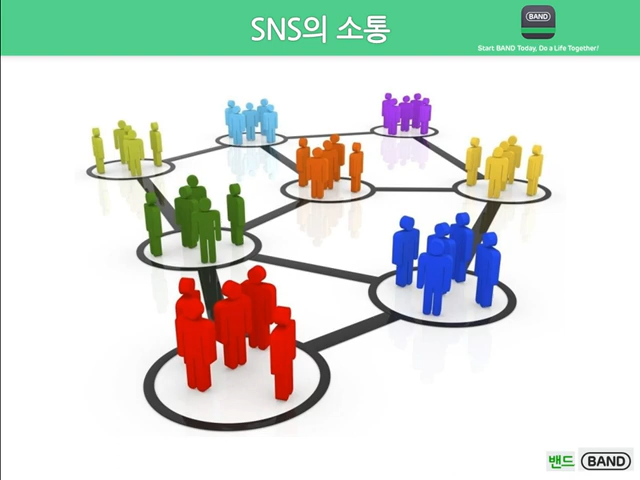 SNS의 소통
BAND
Start BAND Today, Do a Life Together!
밴드 BAND